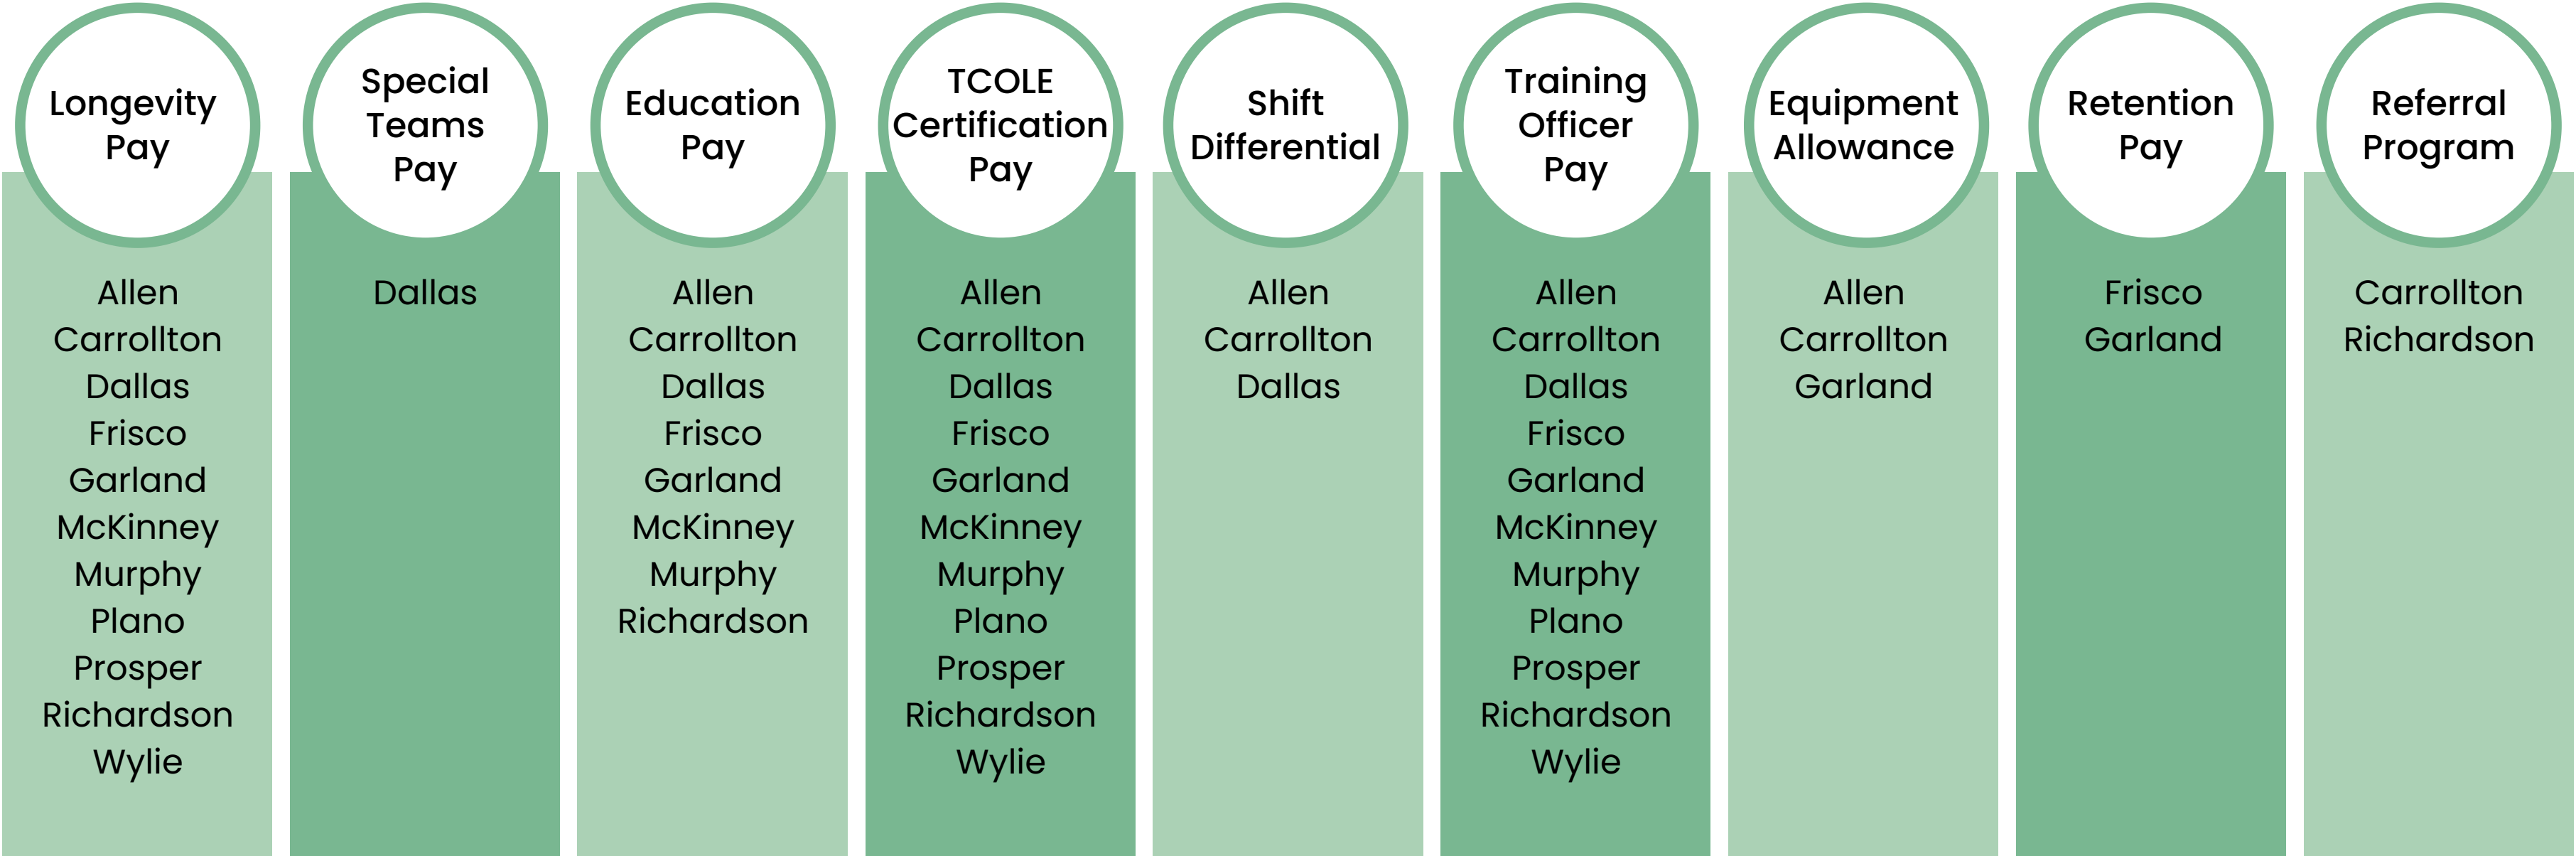 Longevity
Pay
Allen
Carrollton
Dallas
Frisco
Garland
McKinney
Murphy
Plano
Prosper
Richardson
Wylie
Special
Teams
Pay
Dallas
Education
Pay
Allen
Carrollton
Dallas
Frisco
Garland
McKinney
Murphy
Richardson
TCOLE
Certification
Pay
Allen
Carrollton
Dallas
Frisco
Garland
McKinney
Murphy
Plano
Prosper
Richardson
Wylie
Shift
Differential
Allen
Carrollton
Dallas
Training
Officer
Pay
Allen
Carrollton
Dallas
Frisco
Garland
McKinney
Murphy
Plano
Prosper
Richardson
Wylie
Equipment
Allowance
Allen
Carrollton
Garland
Retention
Pay
Frisco
Garland
Referral
Program
Carrollton
Richardson